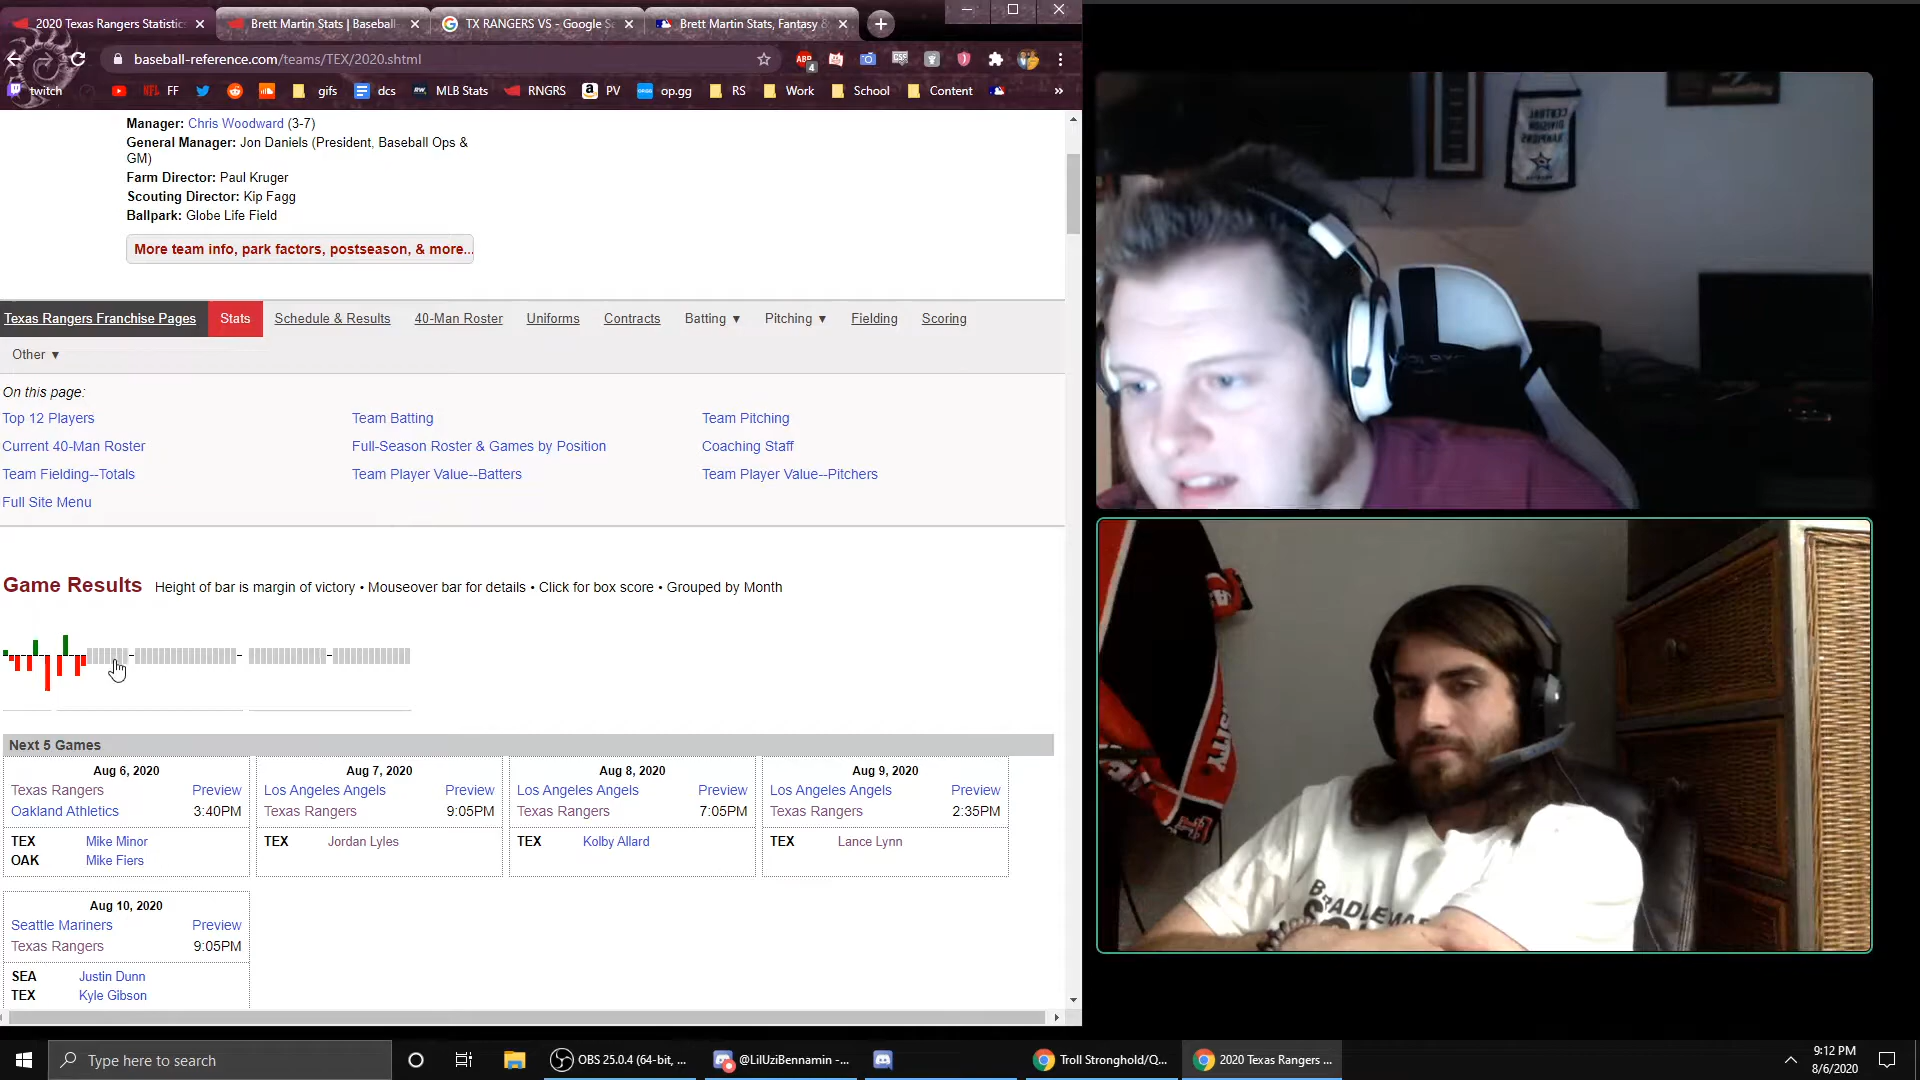 2020 Texas Rangers Statistics
Brett Martin Stats | Baseball-
TX RANGERS VS - Google S
Brett Martin Stats, Fantasy &
baseball-reference.com/teams/TEX/2020.shtml
ABP
4
twitch
NFL
FF
gifs
dcs
MLB Stats
RNGRS
PV
op.gg
RS
Work
School
Content
»
Manager: Chris Woodward (3-7)
General Manager: Jon Daniels (President, Baseball Ops &
GM)
Farm Director: Paul Kruger
Scouting Director: Kip Fagg
Ballpark: Globe Life Field
More team info, park factors, postseason, & more...
Texas Rangers Franchise Pages
Stats
Schedule & Results
40-Man Roster
Uniforms
Contracts
Batting ▼
Pitching ▼
Fielding
Scoring
Other ▼
On this page:
Top 12 Players
Team Batting
Team Pitching
Current 40-Man Roster
Full-Season Roster & Games by Position
Coaching Staff
Team Fielding--Totals
Team Player Value--Batters
Team Player Value--Pitchers
Full Site Menu
Game Results Height of bar is margin of victory • Mouseover bar for details • Click for box score • Grouped by Month
Next 5 Games
Aug 6, 2020
Texas Rangers Preview
Oakland Athletics 3:40PM
TEX Mike Minor
OAK Mike Fiers
Aug 7, 2020
Los Angeles Angels Preview
Texas Rangers 9:05PM
TEX Jordan Lyles
Aug 8, 2020
Los Angeles Angels Preview
Texas Rangers 7:05PM
TEX Kolby Allard
Aug 9, 2020
Los Angeles Angels Preview
Texas Rangers 2:35PM
TEX Lance Lynn
Aug 10, 2020
Seattle Mariners Preview
Texas Rangers 9:05PM
SEA Justin Dunn
TEX Kyle Gibson
CENTRAL
DIVISION
Type here to search
OBS 25.0.4 (64-bit, ...
@LilUziBennamin -...
Troll Stronghold/Q...
2020 Texas Rangers ...
9:12 PM
8/6/2020